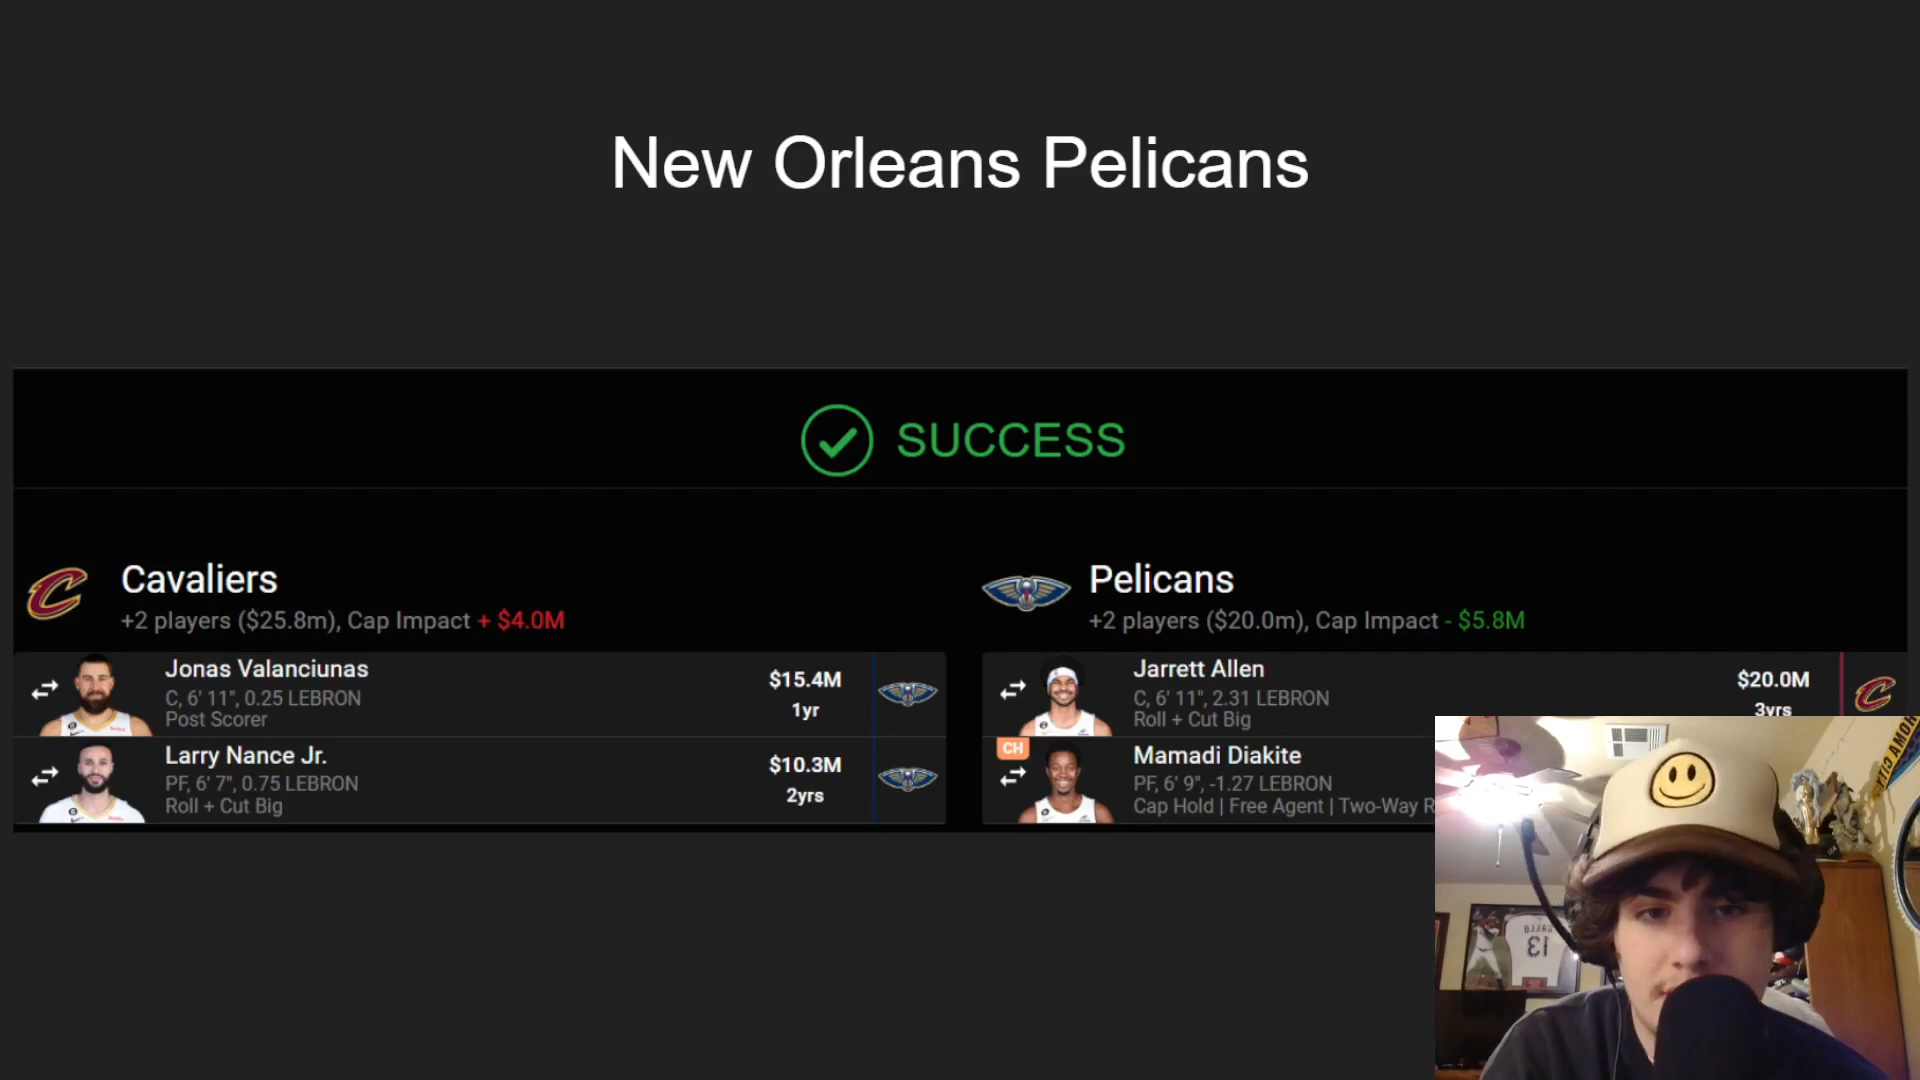 New Orleans Pelicans
SUCCESS
Cavaliers
+2 players ($25.8m), Cap Impact + $4.0M
Jonas Valanciunas
C, 6' 11", 0.25 LEBRON
Post Scorer
$15.4M
1yr
Larry Nance Jr.
PF, 6' 7", 0.75 LEBRON
Roll + Cut Big
$10.3M
2yrs
Pelicans
+2 players ($20.0m), Cap Impact - $5.8M
Jarrett Allen
C, 6' 11", 2.31 LEBRON
Roll + Cut Big
$20.0M
3yrs
CH
Mamadi Diakite
PF, 6' 9", -1.27 LEBRON
Cap Hold | Free Agent | Two-Way R
13